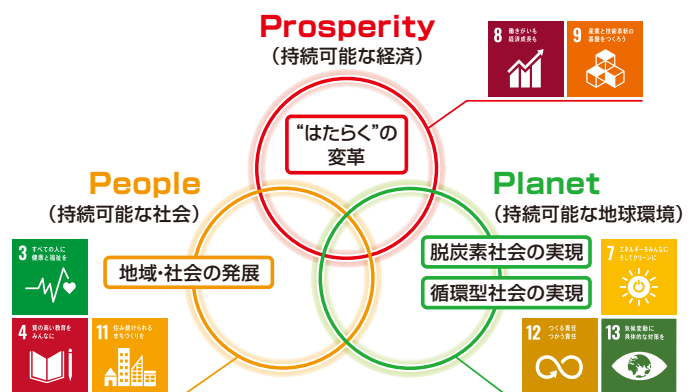 Prosperity
（持続可能な経済）
8 働きがいも
経済成長も
9 産業と技術革新の
基盤をつくろう
“はたらく”の
変革
People
（持続可能な社会）
Planet
（持続可能な地球環境）
3 すべての人に
健康と福祉を
地域・社会の発展
脱炭素社会の実現
循環型社会の実現
7 エネルギーをみんなに
そしてクリーンに
4 質の高い教育を
みんなに
11 住み続けられる
まちづくりを
12 つくる責任
つかう責任
13 気候変動に
具体的な対策を